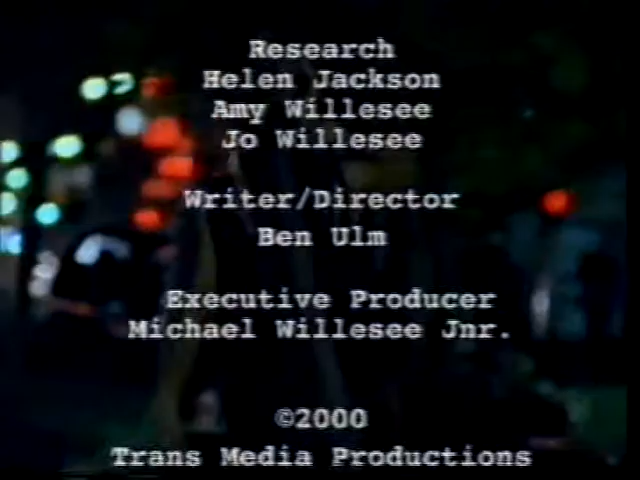 Research
Helen Jackson
Amy Willesee
Jo Willesee
Writer/Director
Ben Ulm
Executive Producer
Michael Willesee Jnr.
©2000
Trans Media Productions